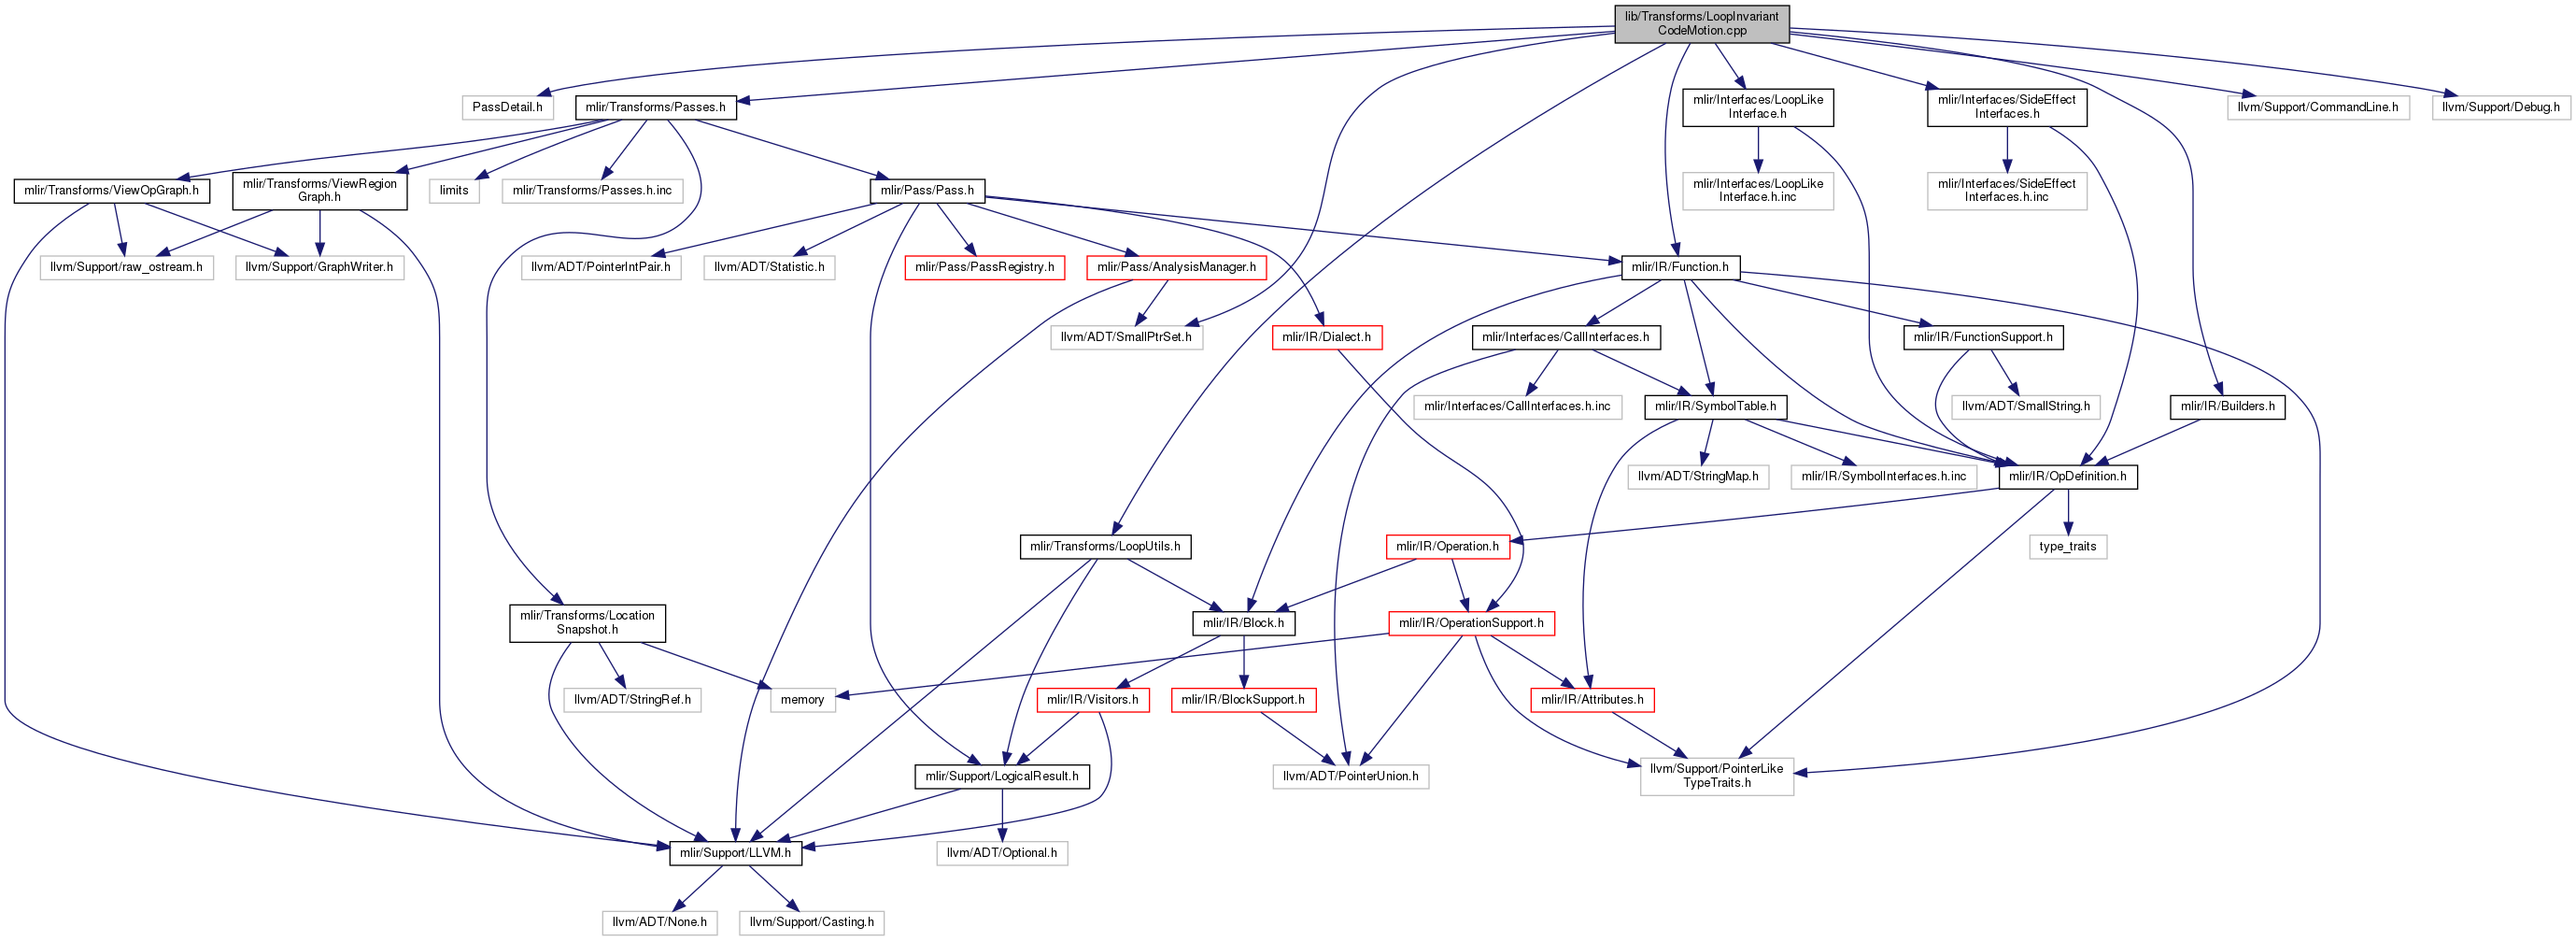 lib/Transforms/LoopInvariant
CodeMotion.cpp
PassDetail.h
mlir/Transforms/Passes.h
mlir/Interfaces/LoopLike
Interface.h
mlir/Interfaces/SideEffect
Interfaces.h
llvm/Support/CommandLine.h
llvm/Support/Debug.h
mlir/Transforms/ViewOpGraph.h
mlir/Transforms/ViewRegion
Graph.h
limits
mlir/Transforms/Passes.h.inc
mlir/Pass/Pass.h
mlir/Interfaces/LoopLike
Interface.h.inc
mlir/Interfaces/SideEffect
Interfaces.h.inc
llvm/Support/raw_ostream.h
llvm/Support/GraphWriter.h
llvm/ADT/PointerIntPair.h
llvm/ADT/Statistic.h
mlir/Pass/PassRegistry.h
mlir/Pass/AnalysisManager.h
mlir/IR/Function.h
llvm/ADT/SmallPtrSet.h
mlir/IR/Dialect.h
mlir/Interfaces/CallInterfaces.h
mlir/IR/FunctionSupport.h
mlir/Interfaces/CallInterfaces.h.inc
mlir/IR/SymbolTable.h
llvm/ADT/SmallString.h
mlir/IR/Builders.h
llvm/ADT/StringMap.h
mlir/IR/SymbolInterfaces.h.inc
mlir/IR/OpDefinition.h
mlir/Transforms/LoopUtils.h
mlir/IR/Operation.h
type_traits
mlir/Transforms/Location
Snapshot.h
mlir/IR/Block.h
mlir/IR/OperationSupport.h
llvm/ADT/StringRef.h
memory
mlir/IR/Visitors.h
mlir/IR/BlockSupport.h
mlir/IR/Attributes.h
mlir/Support/LogicalResult.h
llvm/ADT/PointerUnion.h
llvm/Support/PointerLike
TypeTraits.h
mlir/Support/LLVM.h
llvm/ADT/Optional.h
llvm/ADT/None.h
llvm/Support/Casting.h